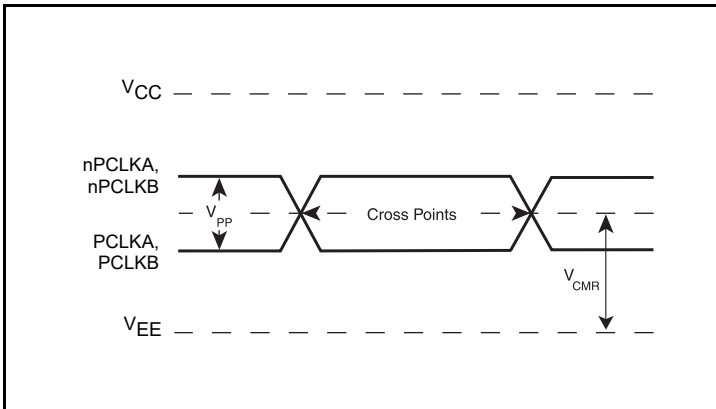 VCC
nPCLKA,
nPCLKB
VPP
Cross Points
PCLKA,
PCLKB
VCMR
VEE